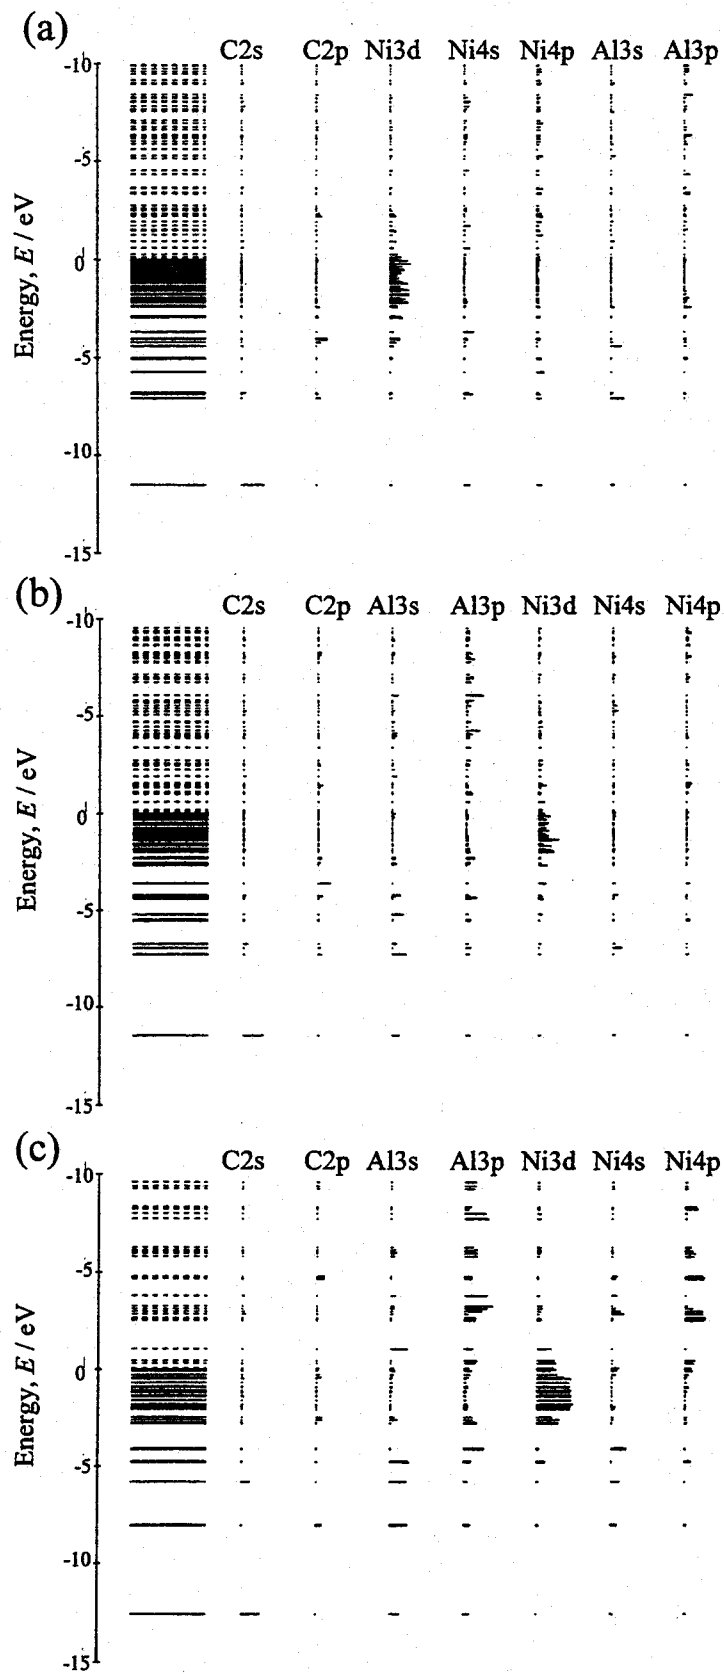 (a)
C2s C2p Ni3d Ni4s Ni4p Al3s Al3p
-10
-5
0
-5
-10
-15
Energy, E / eV
(b)
C2s C2p Al3s Al3p Ni3d Ni4s Ni4p
-10
-5
0
-5
-10
-15
Energy, E / eV
(c)
C2s C2p Al3s Al3p Ni3d Ni4s Ni4p
-10
-5
0
-5
-10
-15
Energy, E / eV